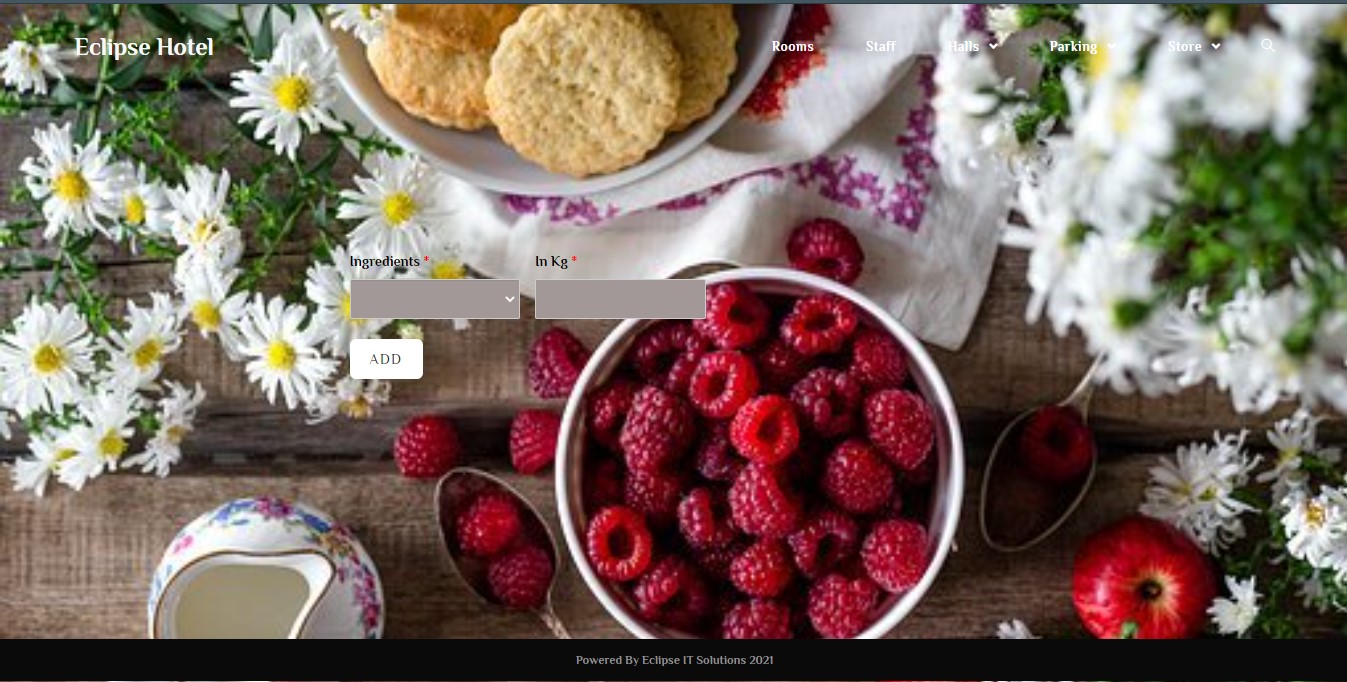 Eclipse Hotel
Rooms Staff Halls Parking Store
Ingredients * In Kg *
ADD
Powered By Eclipse IT Solutions 2021